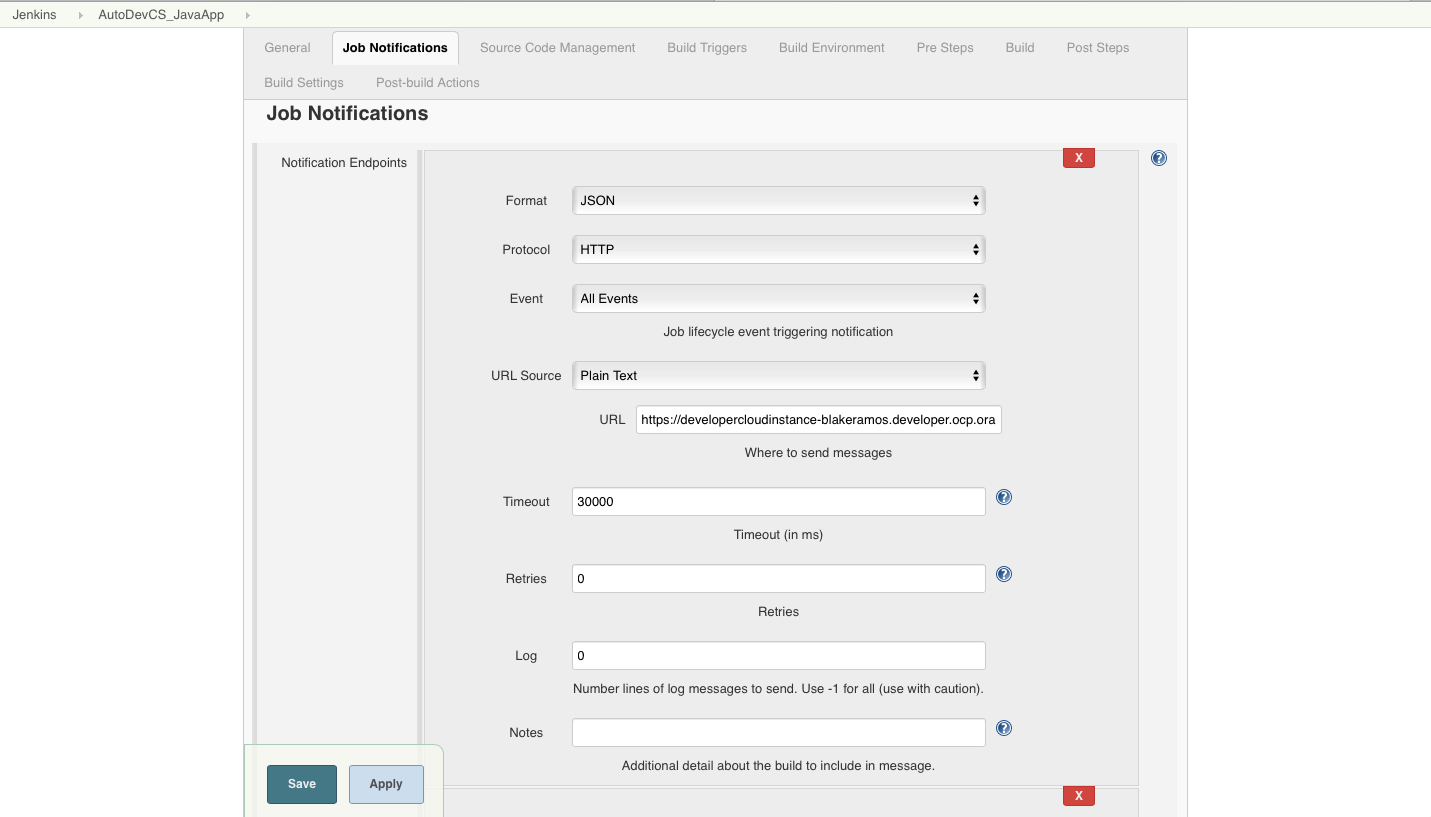 Jenkins AutoDevCS_JavaApp
General Job Notifications Source Code Management Build Triggers Build Environment Pre Steps Build Post Steps
Build Settings Post-build Actions
Job Notifications
Notification Endpoints
X
?
Format JSON
Protocol HTTP
Event All Events
Job lifecycle event triggering notification
URL Source Plain Text
URL https://developercloudinstance-blakeramos.developer.ocp.ora
Where to send messages
Timeout 30000 ?
Timeout (in ms)
Retries 0 ?
Retries
Log 0
Number lines of log messages to send. Use -1 for all (use with caution).
Notes ?
Additional detail about the build to include in message.
Save Apply
X